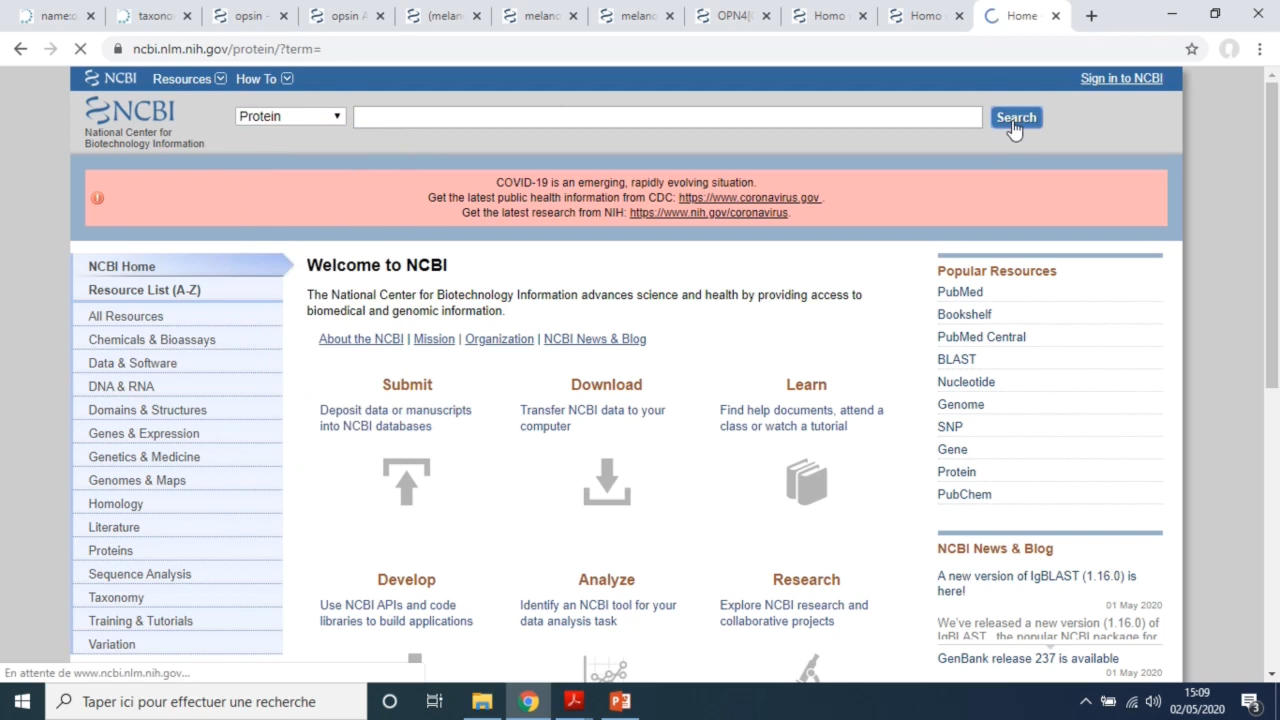 name:o
taxono
opsin -
opsin A
(melan
melano
melano
OPN4[G
Homo
Homo
Home
ncbi.nlm.nih.gov/protein/?term=
NCBI Resources How To
Sign in to NCBI
NCBI
National Center for
Biotechnology Information
Protein
Search
COVID-19 is an emerging, rapidly evolving situation.
Get the latest public health information from CDC: https://www.coronavirus.gov .
Get the latest research from NIH: https://www.nih.gov/coronavirus.
NCBI Home
Resource List (A-Z)
All Resources
Chemicals & Bioassays
Data & Software
DNA & RNA
Domains & Structures
Genes & Expression
Genetics & Medicine
Genomes & Maps
Homology
Literature
Proteins
Sequence Analysis
Taxonomy
Training & Tutorials
Variation
Welcome to NCBI
The National Center for Biotechnology Information advances science and health by providing access to
biomedical and genomic information.
About the NCBI | Mission | Organization | NCBI News & Blog
Submit
Deposit data or manuscripts
into NCBI databases
Download
Transfer NCBI data to your
computer
Learn
Find help documents, attend a
class or watch a tutorial
Develop
Use NCBI APIs and code
libraries to build applications
Analyze
Identify an NCBI tool for your
data analysis task
Research
Explore NCBI research and
collaborative projects
Popular Resources
PubMed
Bookshelf
PubMed Central
BLAST
Nucleotide
Genome
SNP
Gene
Protein
PubChem
NCBI News & Blog
A new version of IgBLAST (1.16.0) is
here!
01 May 2020
We've released a new version (1.16.0) of
IgBLAST, the popular NCBI package for
GenBank release 237 is available
01 May 2020
En attente de www.ncbi.nlm.nih.gov...
Taper ici pour effectuer une recherche
15:09
02/05/2020
3